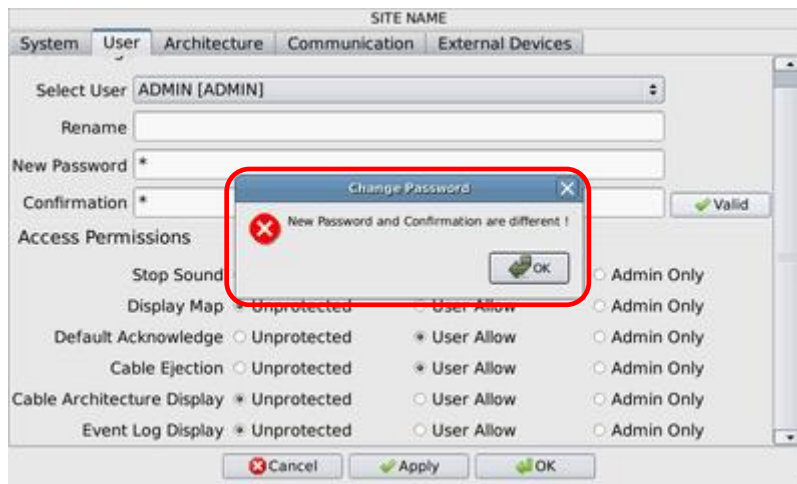 SITE NAME
System User Architecture Communication External Devices
Select User ADMIN [ADMIN]
Rename
New Password *
Confirmation * Valid
Change Password
New Password and Confirmation are different !
OK
Access Permissions
Stop Sound Admin Only
Display Map Unprotected User Allow Admin Only
Default Acknowledge Unprotected User Allow Admin Only
Cable Ejection Unprotected User Allow Admin Only
Cable Architecture Display Unprotected User Allow Admin Only
Event Log Display Unprotected User Allow Admin Only
Cancel Apply OK